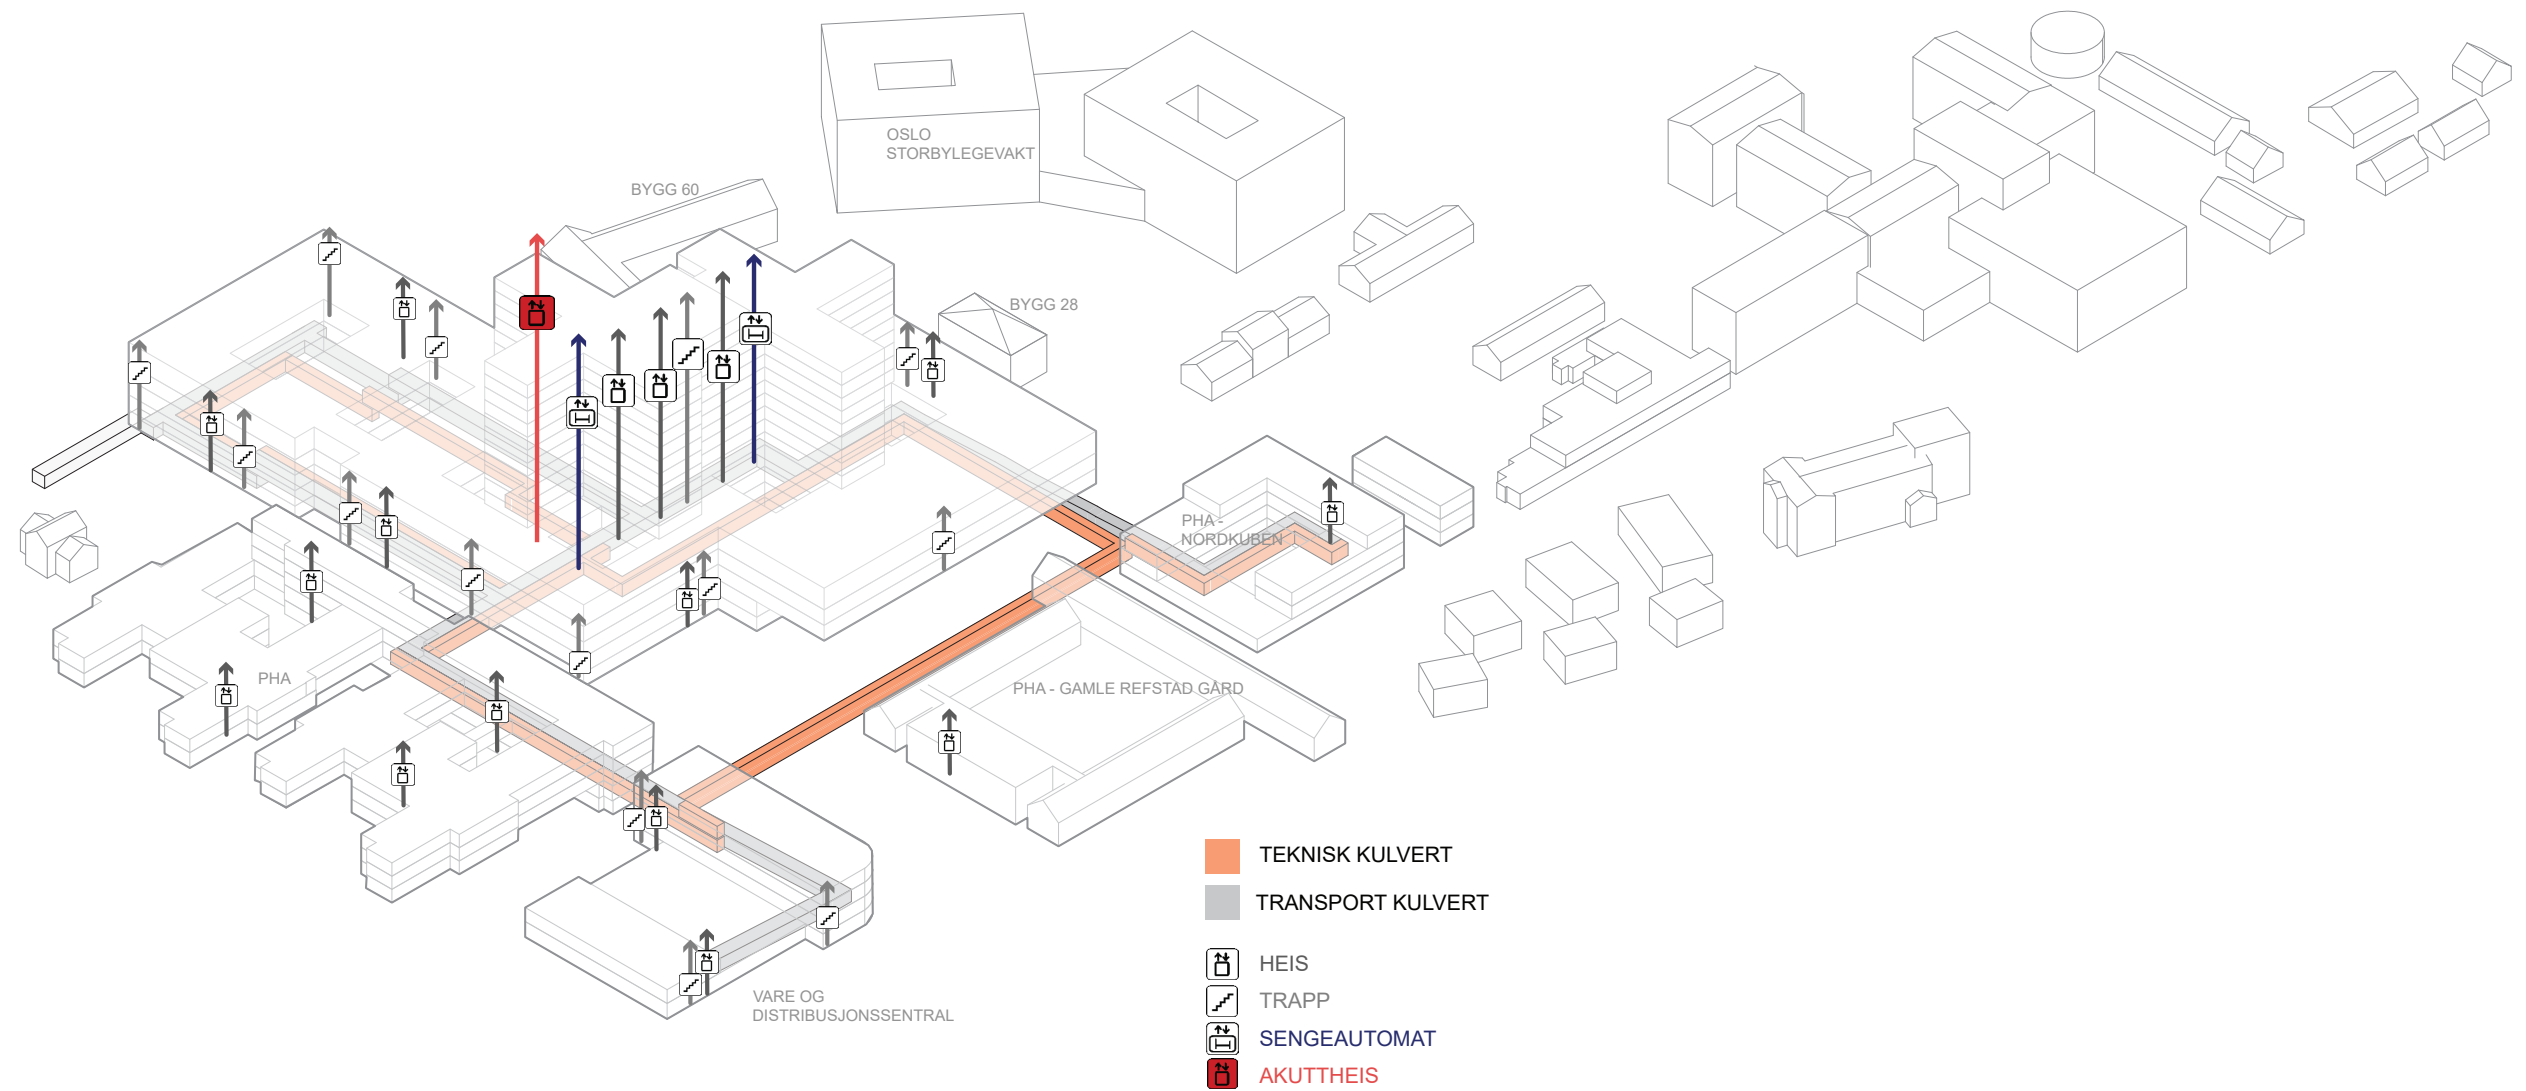 OSLO
STORBYLEGEVAKT
BYGG 60
BYGG 28
PHA -
NORDKUBEN
PHA
PHA - GAMLE REFSTAD GÅRD
VARE OG
DISTRIBUSJONSSENTRAL
TEKNISK KULVERT
TRANSPORT KULVERT
HEIS
TRAPP
SENGEAUTOMAT
AKUTTHEIS